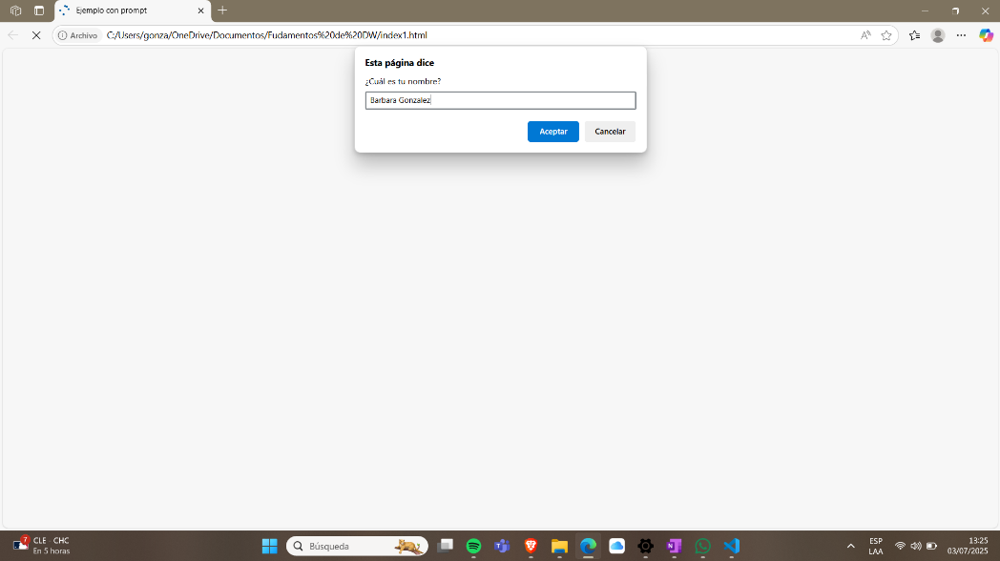 Ejemplo con prompt
Archivo
C:/Users/gonza/OneDrive/Documentos/Fudamentos%20de%20DW/index1.html
Esta página dice
¿Cuál es tu nombre?
Barbara Gonzalez
Aceptar
Cancelar
7
CLE - CHC
En 5 horas
Búsqueda
ESP
LAA
13:25
03/07/2025